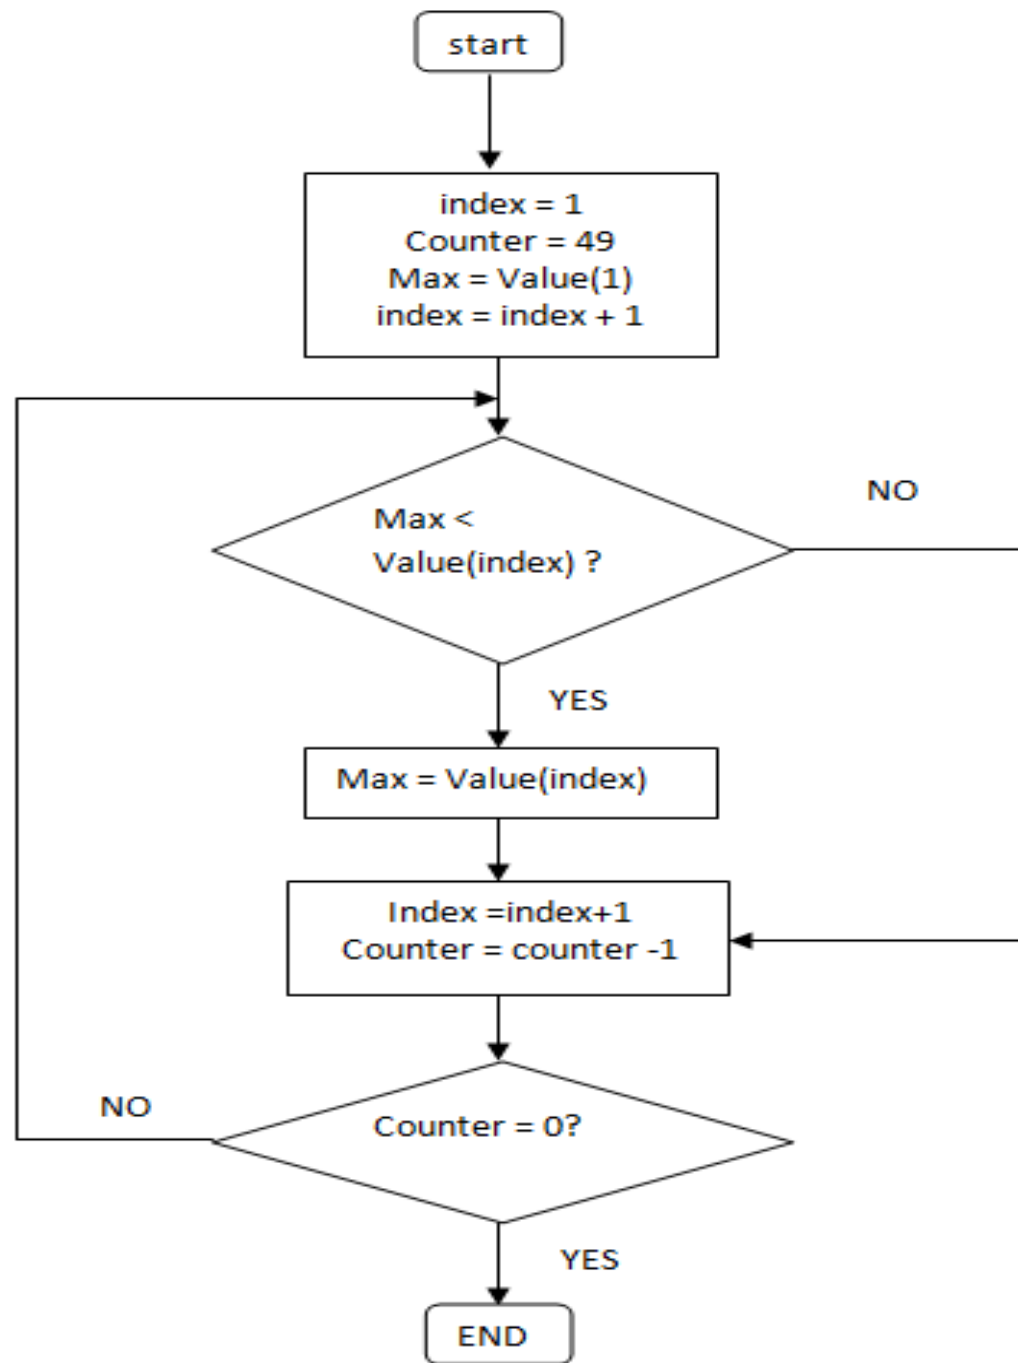 start
index = 1
Counter = 49
Max = Value(1)
index = index + 1
Max <
Value(index) ?
NO
YES
Max = Value(index)
Index =index+1
Counter = counter -1
Counter = 0?
NO
YES
END